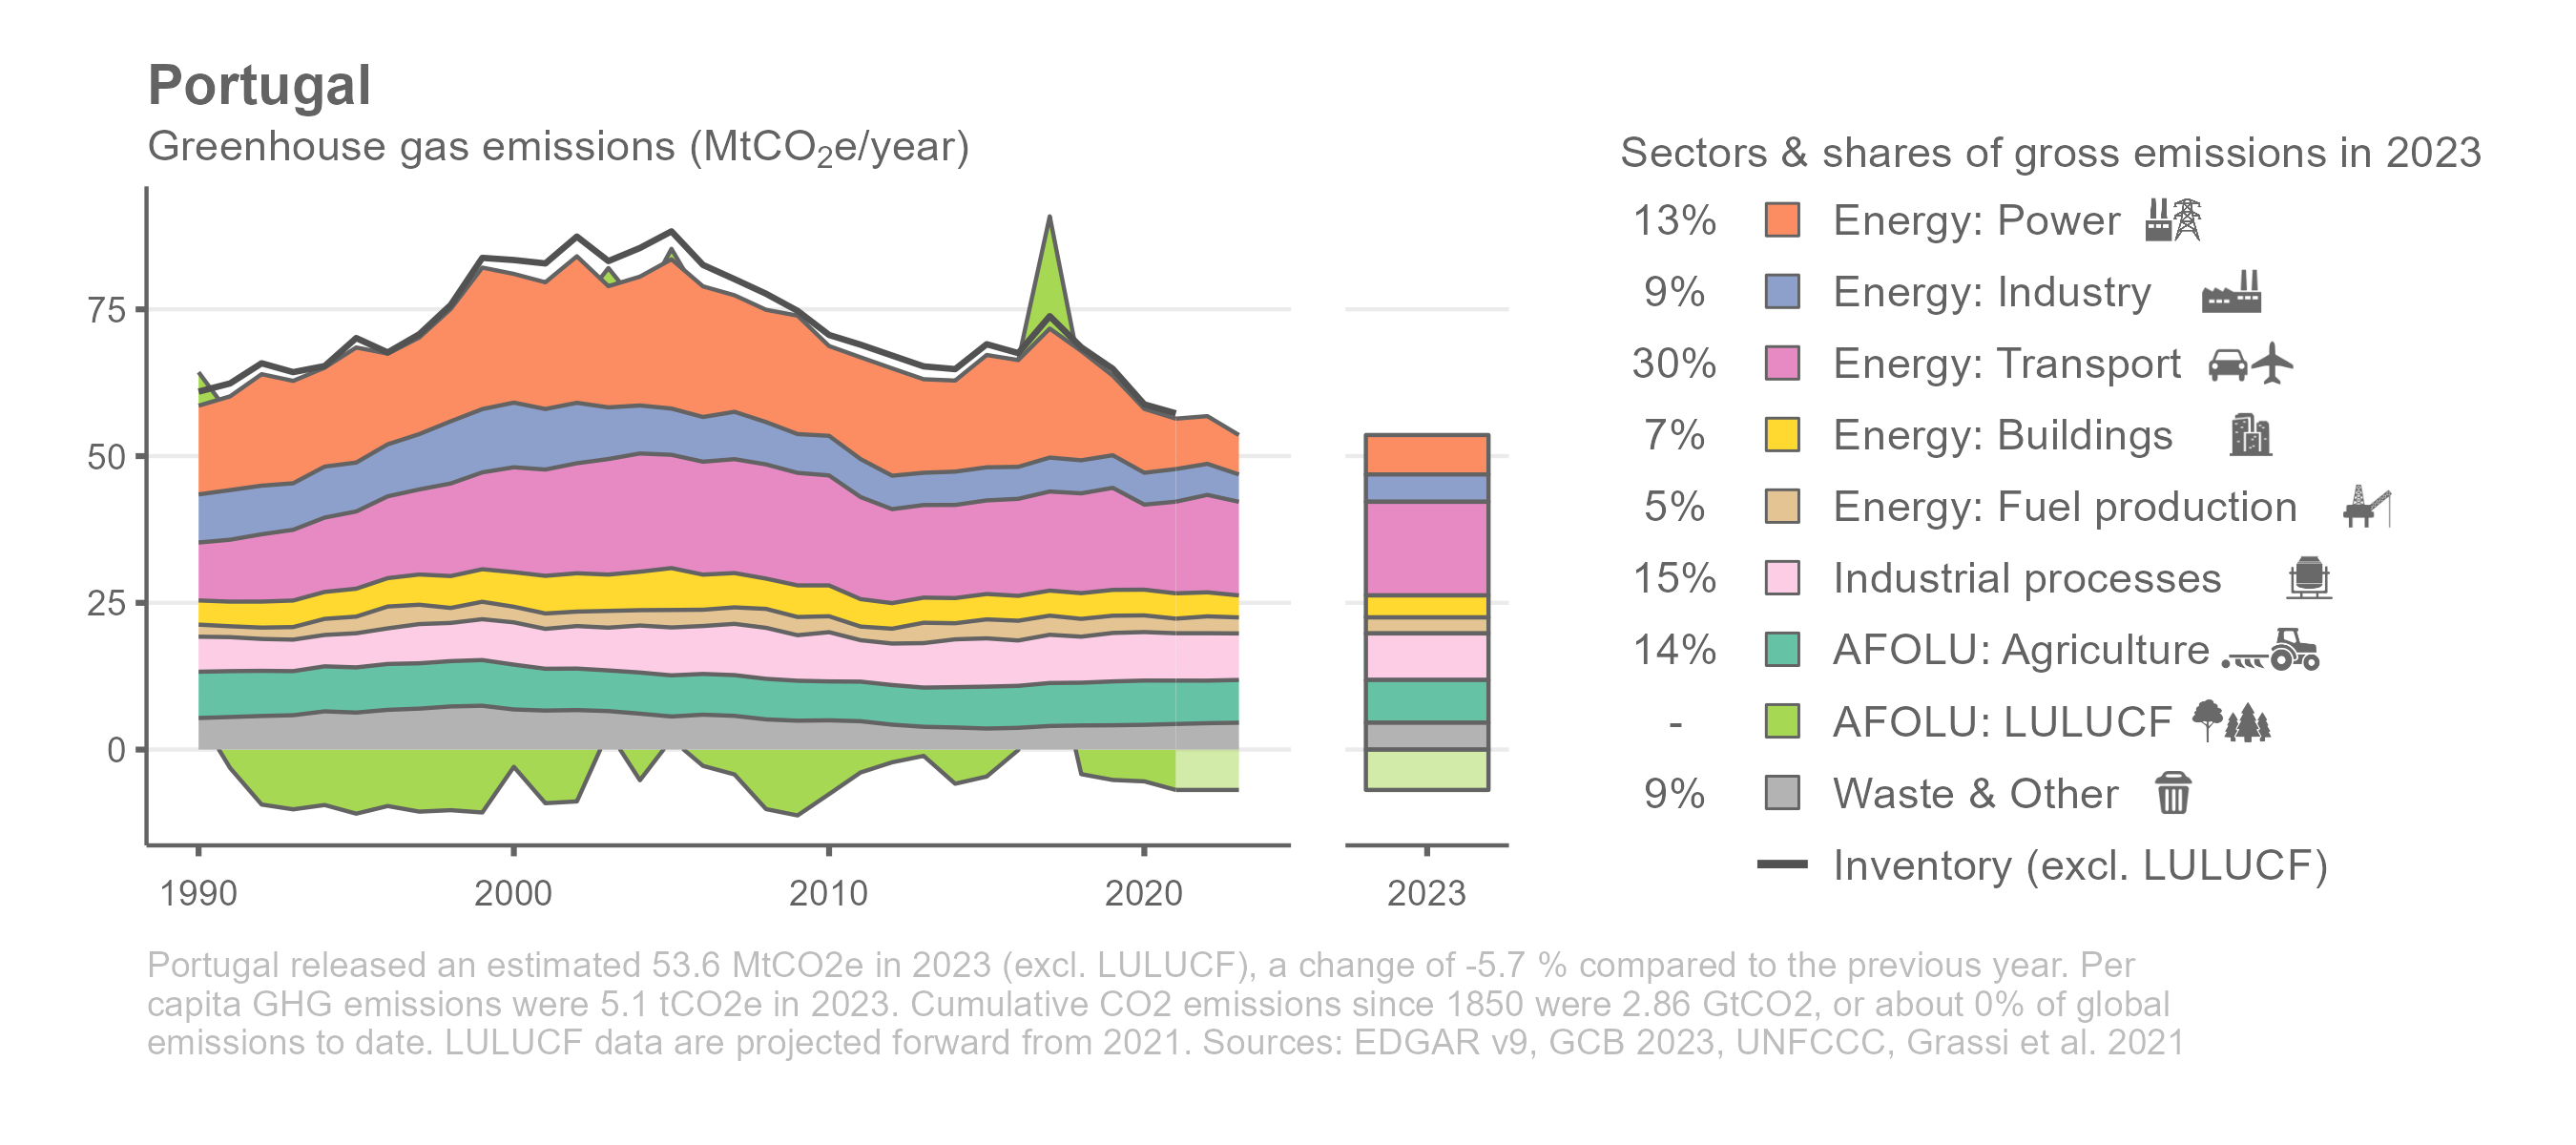 Portugal
Greenhouse gas emissions (MtCO₂e/year)
75
50
25
0
1990 2000 2010 2020 2023
Sectors & shares of gross emissions in 2023
13% Energy: Power
9% Energy: Industry
30% Energy: Transport
7% Energy: Buildings
5% Energy: Fuel production
15% Industrial processes
14% AFOLU: Agriculture
- AFOLU: LULUCF
9% Waste & Other
Inventory (excl. LULUCF)
Portugal released an estimated 53.6 MtCO2e in 2023 (excl. LULUCF), a change of -5.7 % compared to the previous year. Per
capita GHG emissions were 5.1 tCO2e in 2023. Cumulative CO2 emissions since 1850 were 2.86 GtCO2, or about 0% of global
emissions to date. LULUCF data are projected forward from 2021. Sources: EDGAR v9, GCB 2023, UNFCCC, Grassi et al. 2021